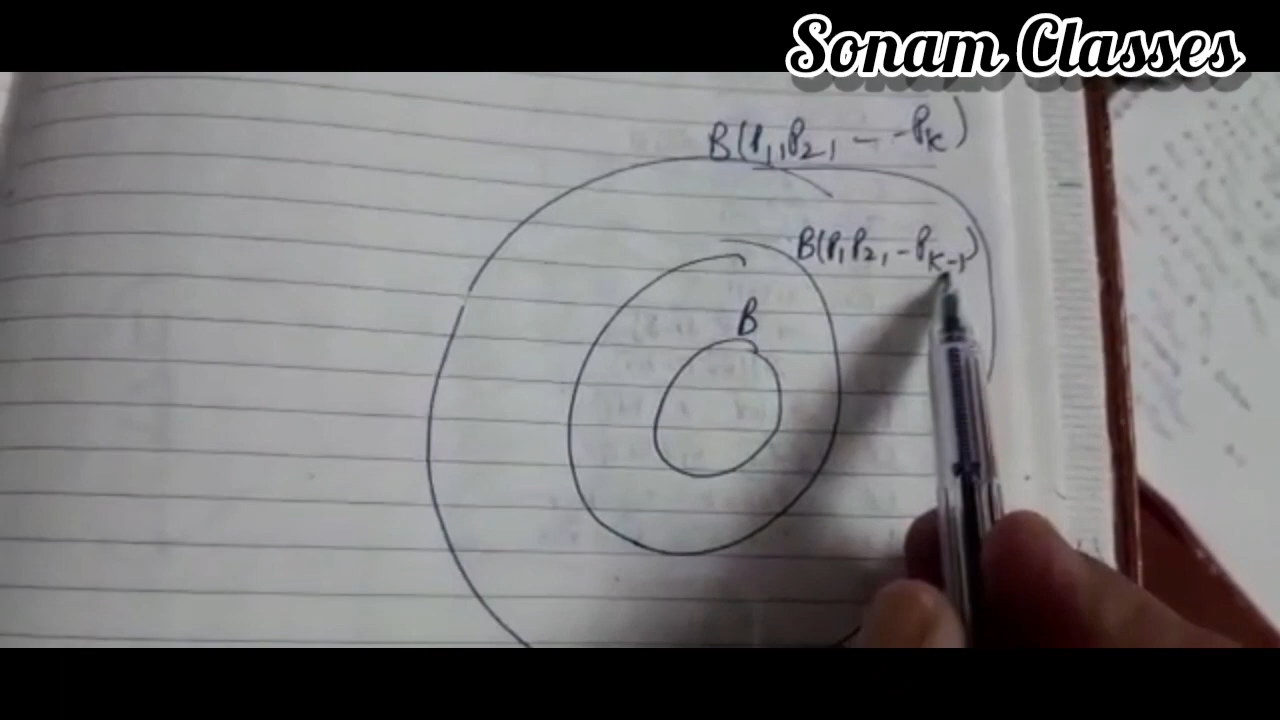 Sonam Classes
B(P1, P2, - - Pk)
B(P1 P2, - Pk-1)
B